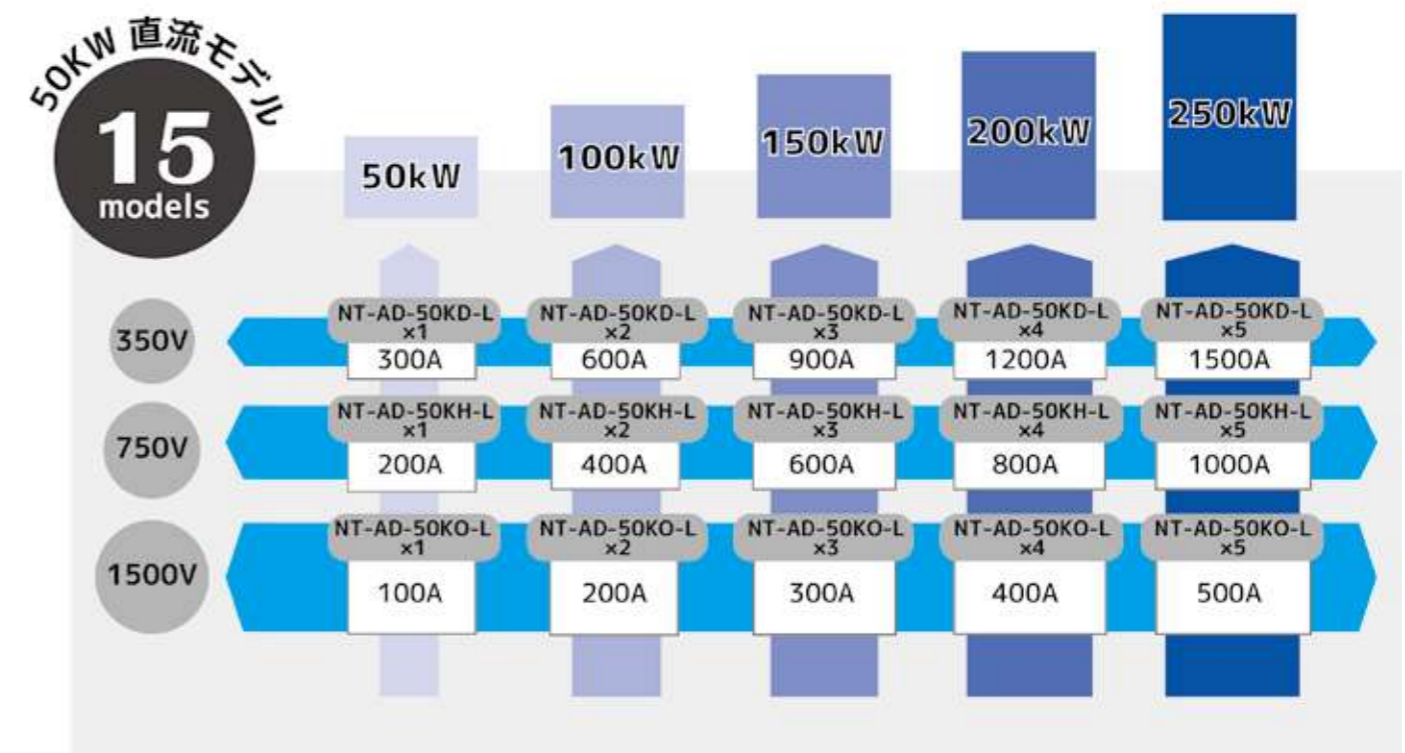 50KW 直流モデル
15
models
50kW
100kW
150kW
200kW
250kW
350V
NT-AD-50KD-L
×1
300A
NT-AD-50KD-L
×2
600A
NT-AD-50KD-L
×3
900A
NT-AD-50KD-L
×4
1200A
NT-AD-50KD-L
×5
1500A
750V
NT-AD-50KH-L
×1
200A
NT-AD-50KH-L
×2
400A
NT-AD-50KH-L
×3
600A
NT-AD-50KH-L
×4
800A
NT-AD-50KH-L
×5
1000A
1500V
NT-AD-50KO-L
×1
100A
NT-AD-50KO-L
×2
200A
NT-AD-50KO-L
×3
300A
NT-AD-50KO-L
×4
400A
NT-AD-50KO-L
×5
500A